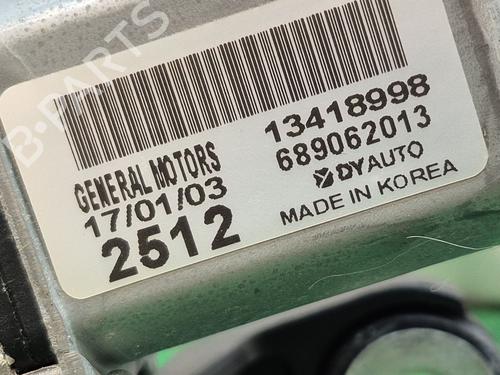 B-PARTS
GENERAL MOTORS
17/01/03
2512
13418998
689062013
DYAUTO
MADE IN KOREA